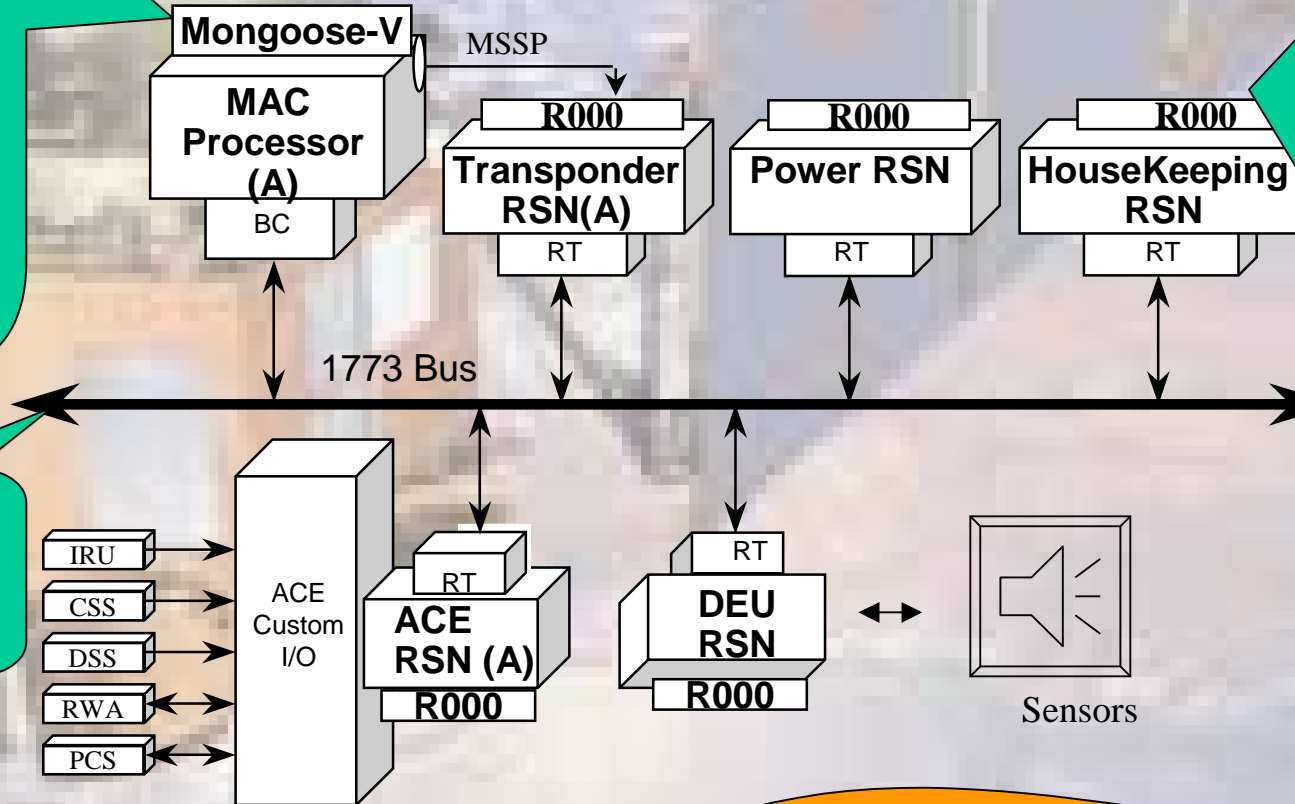 Mongoose-V
MSSP
MAC
Processor
(A)
BC
R000
Transponder
RSN(A)
RT
R000
Power RSN
RT
R000
HouseKeeping
RSN
RT
1773 Bus
IRU
CSS
DSS
RWA
PCS
ACE
Custom
I/O
RT
ACE
RSN (A)
R000
RT
DEU
RSN
R000
Sensors